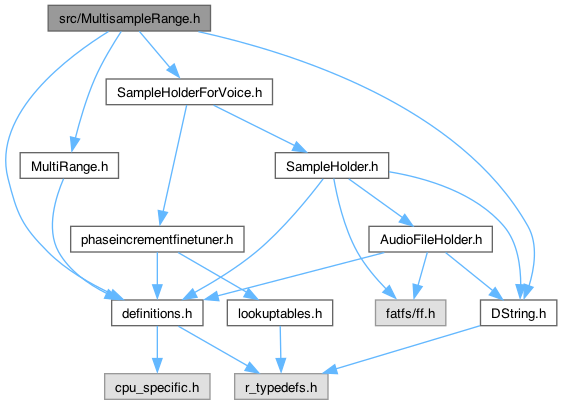 src/MultisampleRange.h
SampleHolderForVoice.h
MultiRange.h
SampleHolder.h
phaseincrementfinetuner.h
AudioFileHolder.h
definitions.h
lookuptables.h
fatfs/ff.h
DString.h
cpu_specific.h
r_typedefs.h